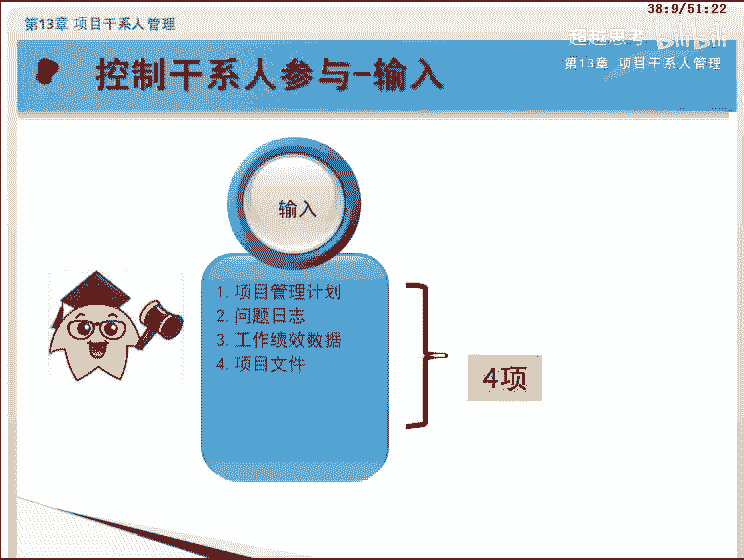 38:9/51:22
第13章 项目干系人管理
超越思考 bilibili
第13章 项目干系人管理
控制干系人参与-输入
输入
1. 项目管理计划
2. 问题日志
3. 工作绩效数据
4. 项目文件
4项